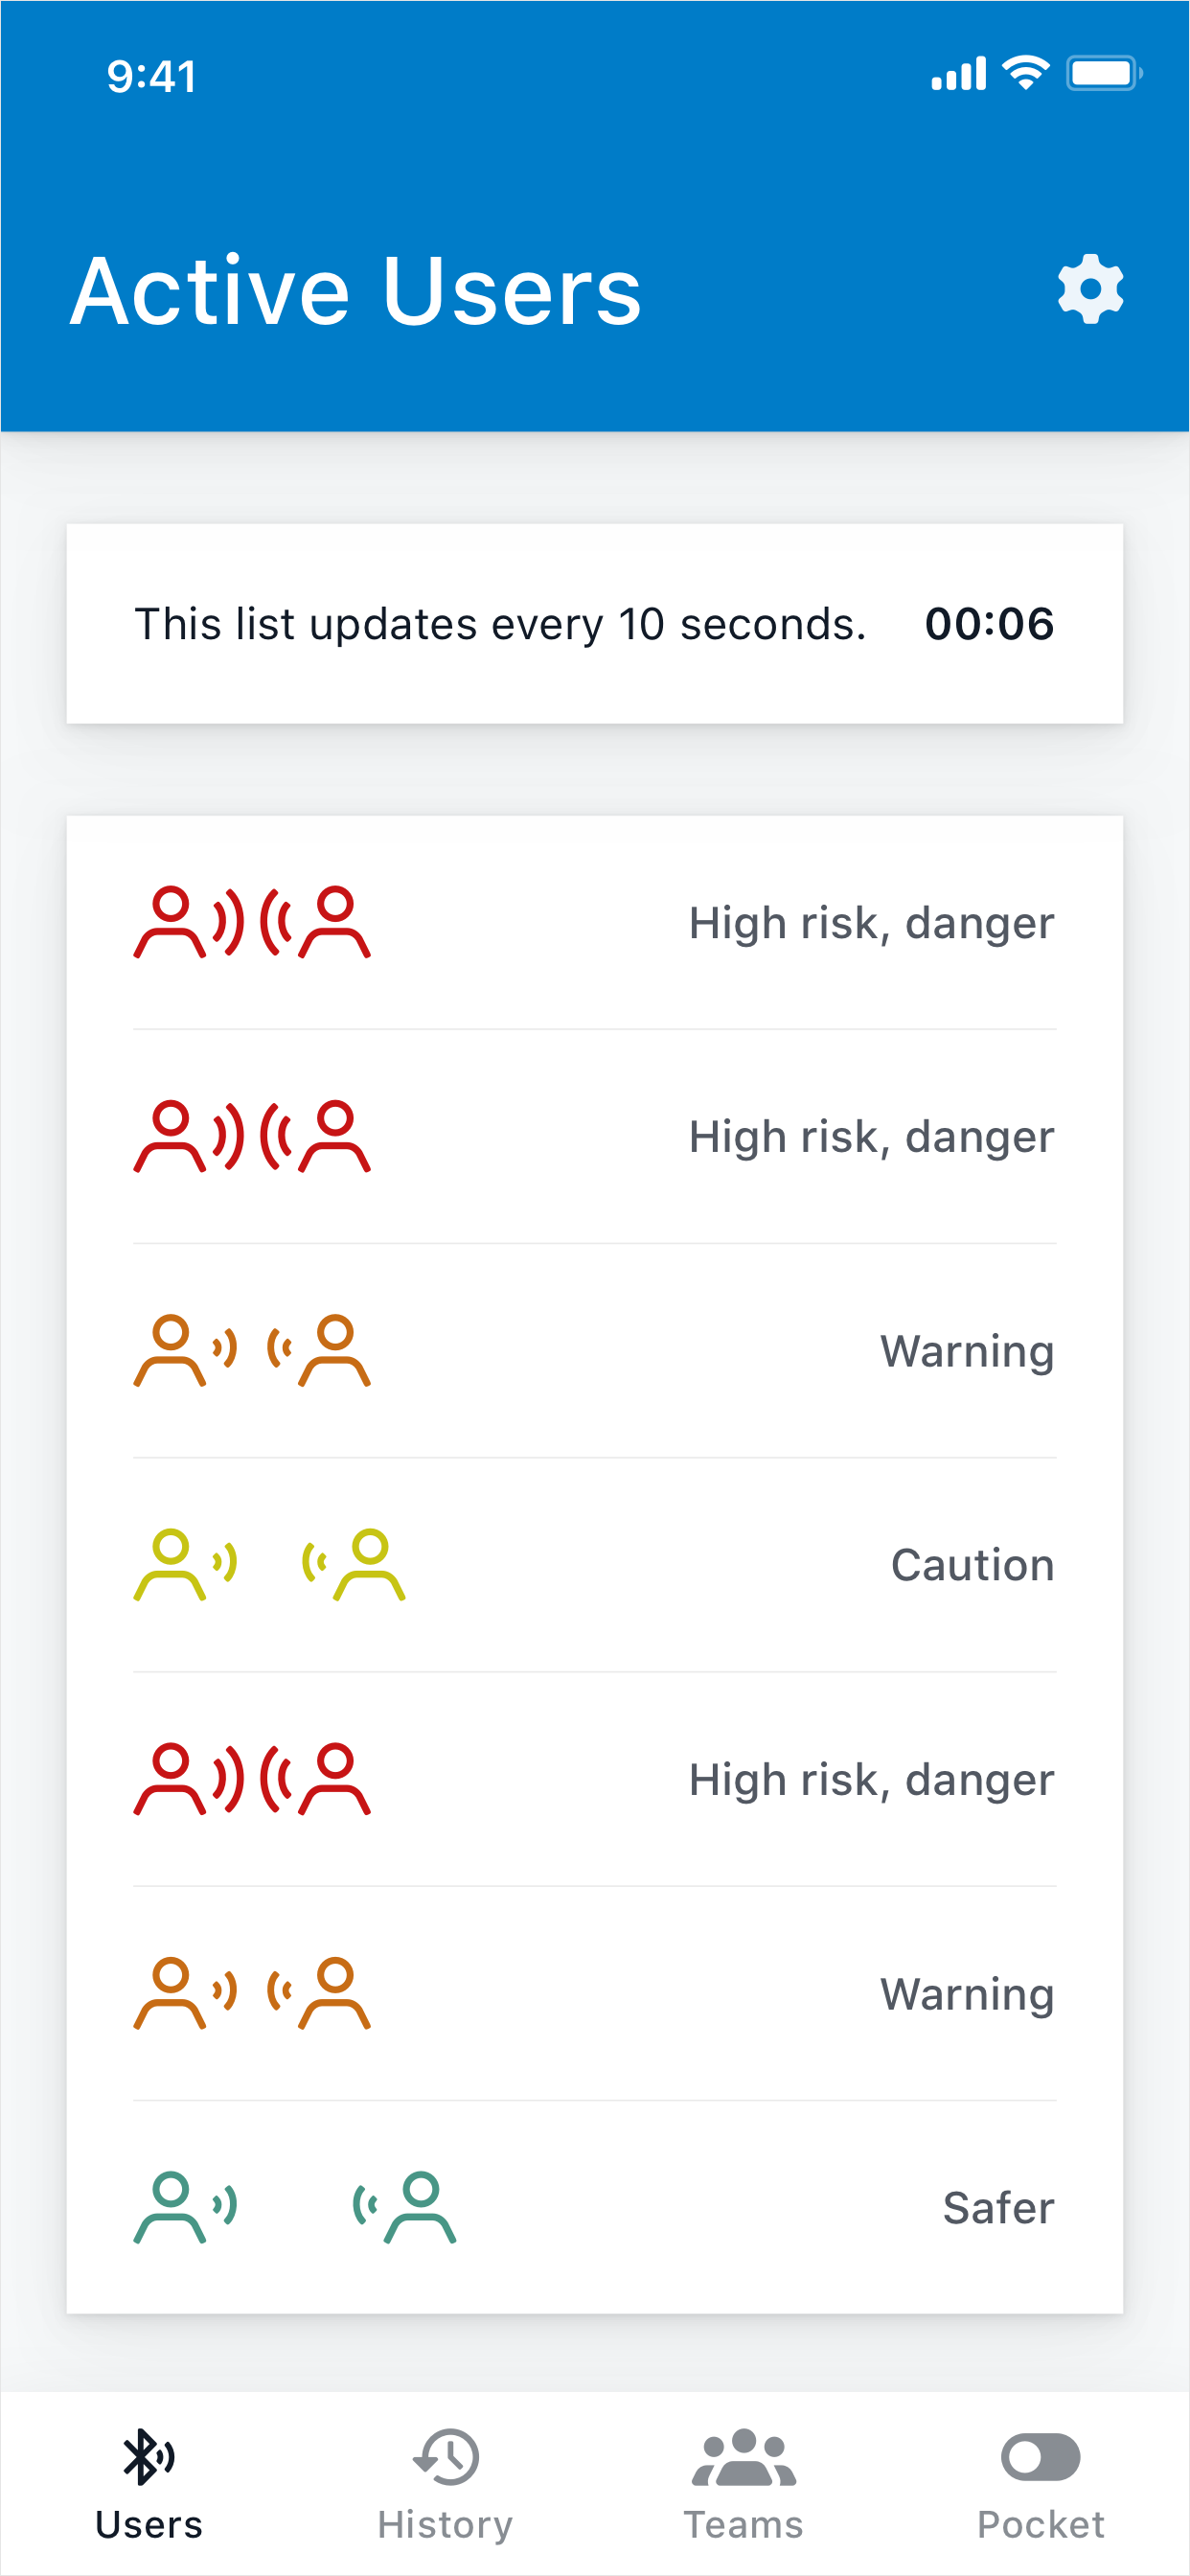 9:41
Active Users
This list updates every 10 seconds. 00:06
High risk, danger
High risk, danger
Warning
Caution
High risk, danger
Warning
Safer
Users History Teams Pocket